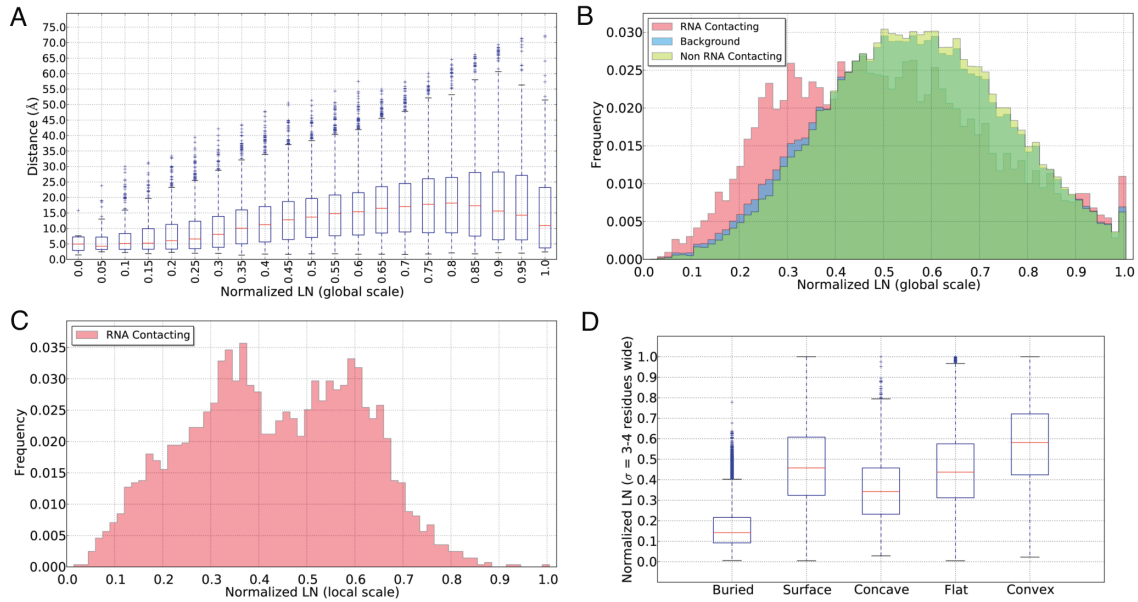 A
75.0
70.0
65.0
60.0
55.0
50.0
45.0
40.0
35.0
30.0
25.0
20.0
15.0
10.0
5.0
0.0
Distance (Å)
0.0 0.05 0.1 0.15 0.2 0.25 0.3 0.35 0.4 0.45 0.5 0.55 0.6 0.65 0.7 0.75 0.8 0.85 0.9 0.95 1.0
Normalized LN (global scale)
B
RNA Contacting
Background
Non RNA Contacting
0.030
0.025
0.020
0.015
0.010
0.005
0.000
Frequency
0.0 0.1 0.2 0.3 0.4 0.5 0.6 0.7 0.8 0.9 1.0
Normalized LN (global scale)
C
RNA Contacting
0.035
0.030
0.025
0.020
0.015
0.010
0.005
0.000
Frequency
0.0 0.1 0.2 0.3 0.4 0.5 0.6 0.7 0.8 0.9 1.0
Normalized LN (local scale)
D
1.0
0.9
0.8
0.7
0.6
0.5
0.4
0.3
0.2
0.1
0.0
Normalized LN (σ = 3-4 residues wide)
Buried Surface Concave Flat Convex